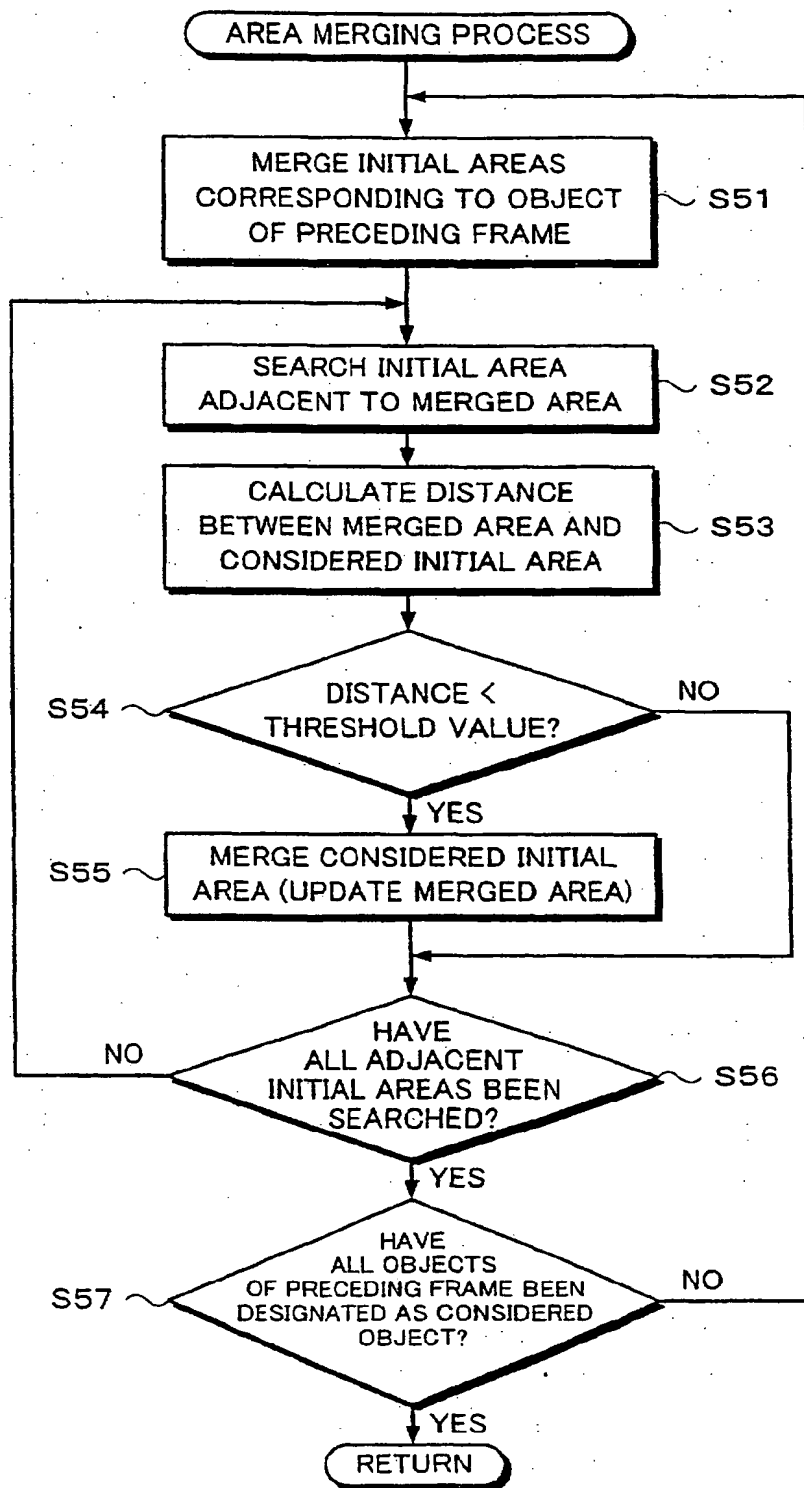 AREA MERGING PROCESS
MERGE INITIAL AREAS
CORRESPONDING TO OBJECT
OF PRECEDING FRAME
S51
SEARCH INITIAL AREA
ADJACENT TO MERGED AREA
S52
CALCULATE DISTANCE
BETWEEN MERGED AREA AND
CONSIDERED INITIAL AREA
S53
S54
DISTANCE <
THRESHOLD VALUE?
NO
YES
S55
MERGE CONSIDERED INITIAL
AREA (UPDATE MERGED AREA)
NO
HAVE
ALL ADJACENT
INITIAL AREAS BEEN
SEARCHED?
S56
YES
S57
HAVE
ALL OBJECTS
OF PRECEDING FRAME BEEN
DESIGNATED AS CONSIDERED
OBJECT?
NO
YES
RETURN